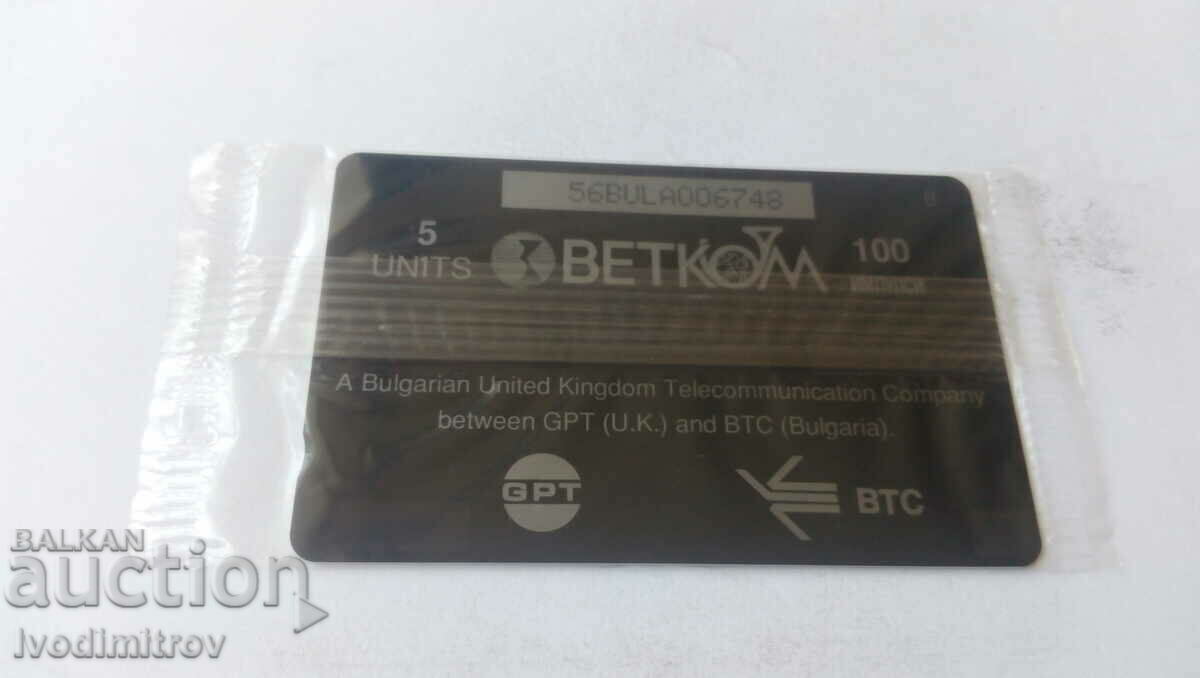 56BULA006748
5
UNITS
BETKOM
100
A Bulgarian United Kingdom Telecommunication Company
between GPT (U.K.) and BTC (Bulgaria).
GPT
BTC
BALKAN
auction
Ivodimitrov